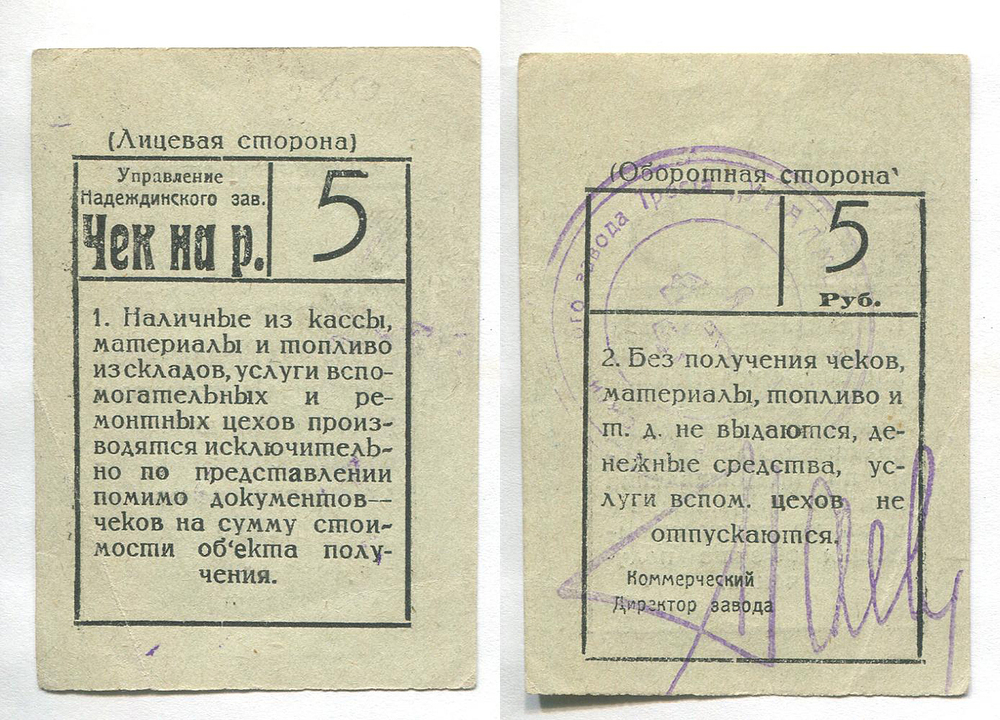 (Лицевая сторона)
Управление
Надеждинского зав.
Чек на р.
5
1. Наличные из кассы,
материалы и топливо
из складов, услуги вспо-
могательных и ре-
монтных цехов произ-
водятся исключитель-
но по представлении
помимо документов—
чеков на сумму стои-
мости об'екта полу-
чения.
(Оборотная сторона
5
Руб.
ого завода Треста
2. Без получения чеков,
материалы, топливо и
т. д. не выдаются, де-
нежные средства, ус-
луги вспом. цехов не
отпускаются.
Коммерческий
Директор завода